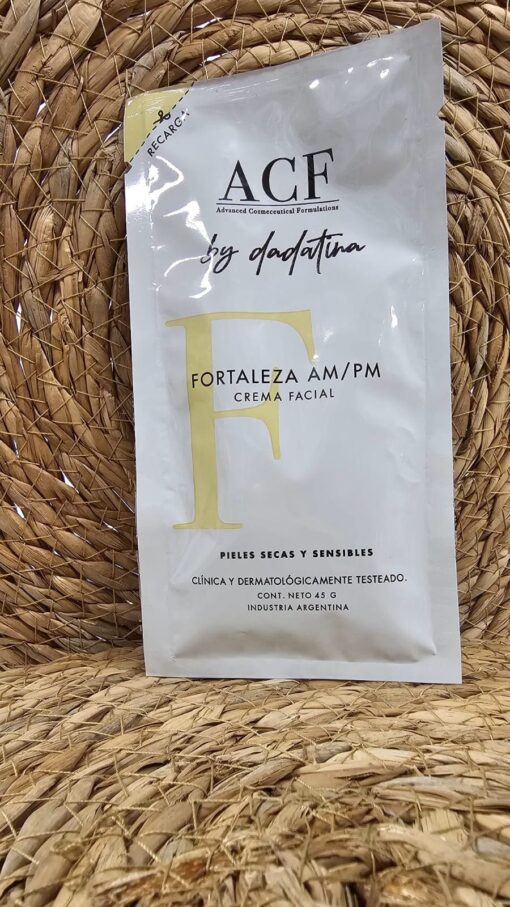 RECARGA
ACF
Advanced Cosmeceutical Formulations
by dadatina
F
FORTALEZA AM/PM
CREMA FACIAL
PIELES SECAS Y SENSIBLES
CLÍNICA Y DERMATOLÓGICAMENTE TESTEADO.
CONT. NETO 45 G
INDUSTRIA ARGENTINA